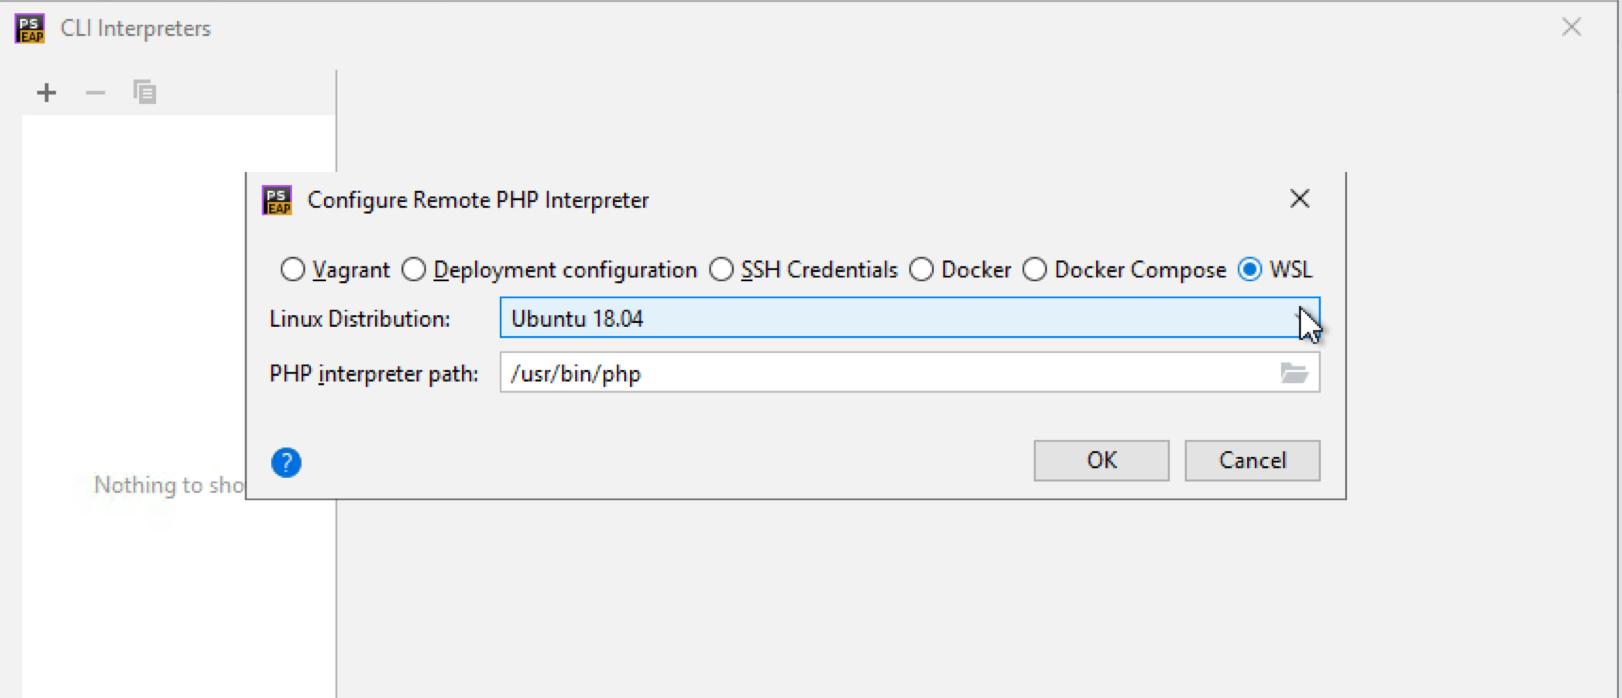 PS EAP CLI Interpreters
Nothing to sho
PS EAP Configure Remote PHP Interpreter
Vagrant Deployment configuration SSH Credentials Docker Docker Compose WSL
Linux Distribution: Ubuntu 18.04
PHP interpreter path: /usr/bin/php
?
OK Cancel